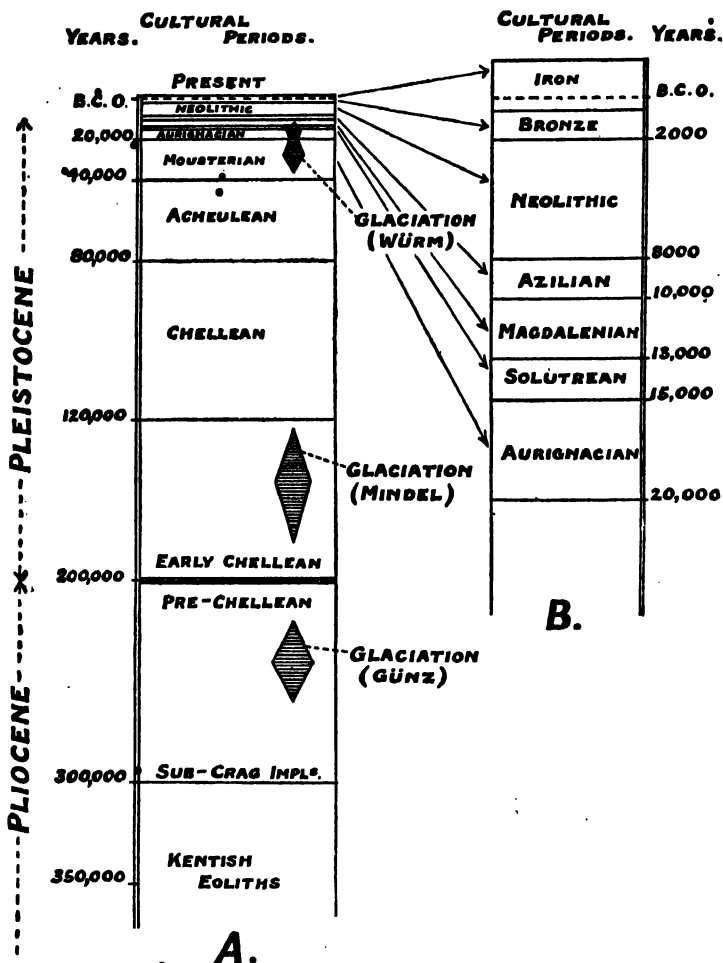 YEARS.
CULTURAL
PERIODS.
PRESENT
B.C.O.
NEOLITHIC
20,000
AURIGNACIAN
MOUSTERIAN
40,000
ACHEULEAN
GLACIATION
(WÜRM)
80,000
CHELLEAN
120,000
GLACIATION
(MINDEL)
EARLY CHELLEAN
200,000
PRE-CHELLEAN
GLACIATION
(GÜNZ)
SUB-CRAG IMPLS.
300,000
KENTISH
EOLITHS
350,000
PLEISTOCENE
PLIOCENE
A.
CULTURAL
PERIODS.
YEARS.
IRON
B.C.O.
BRONZE
2000
NEOLITHIC
8000
AZILIAN
10,000
MAGDALENIAN
13,000
SOLUTREAN
15,000
AURIGNACIAN
20,000
B.